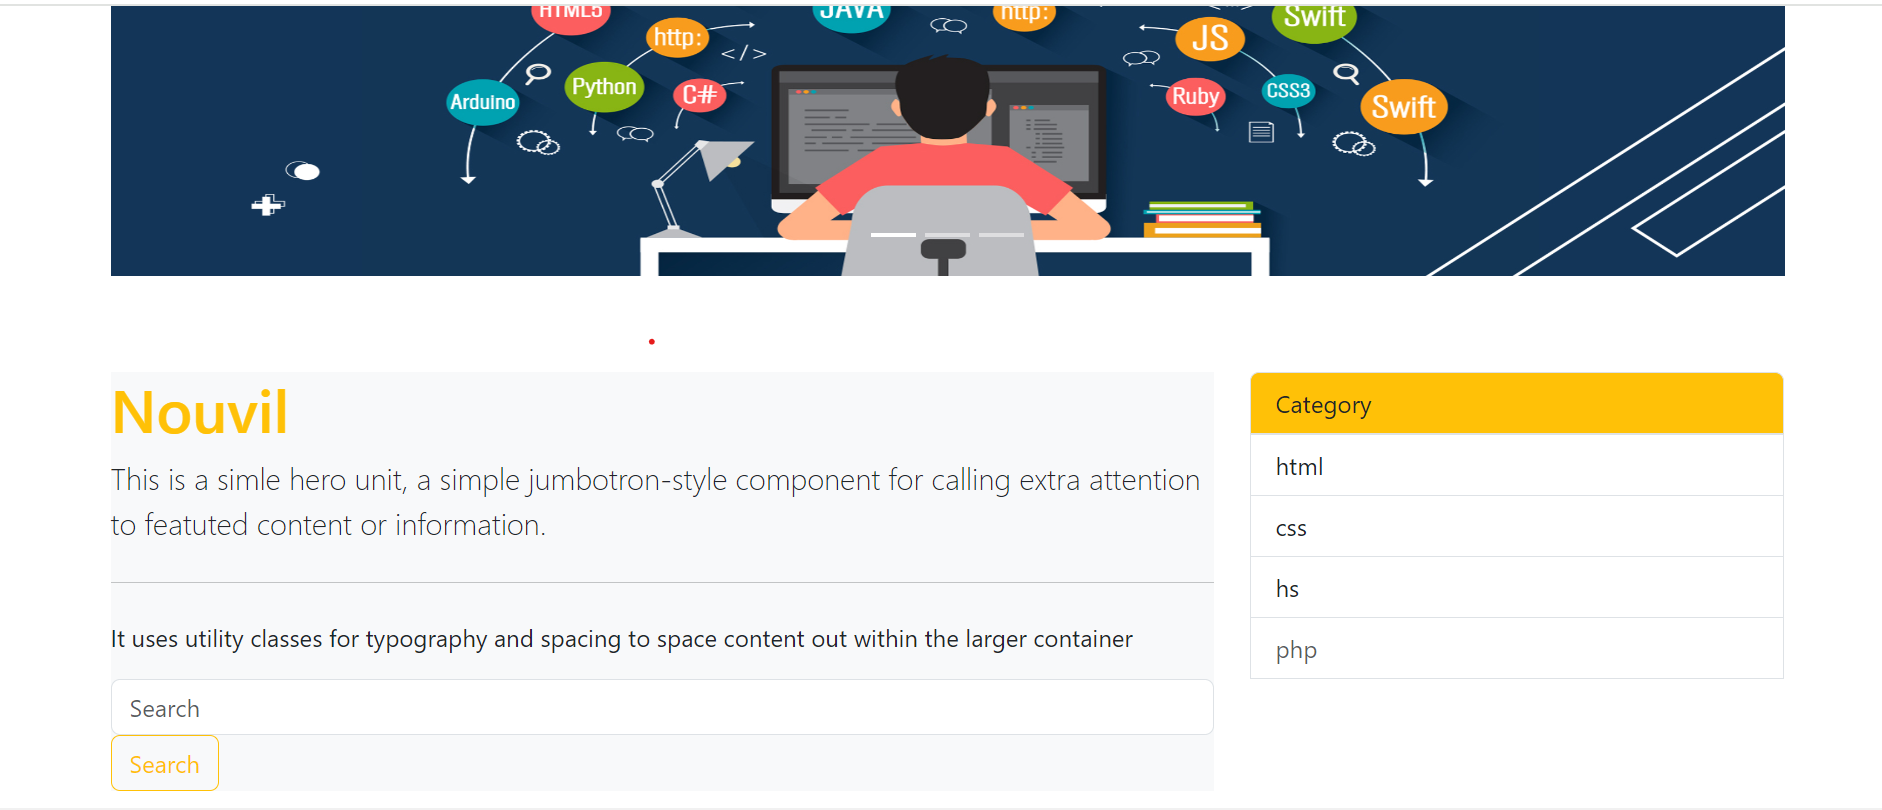 HTML5
JAVA
http:
Swift
http:
JS
Python
C#
Arduino
</>
Ruby
CSS3
Swift
Nouvil
This is a simle hero unit, a simple jumbotron-style component for calling extra attention
to featuted content or information.
It uses utility classes for typography and spacing to space content out within the larger container
Search
Search
Category
html
css
hs
php